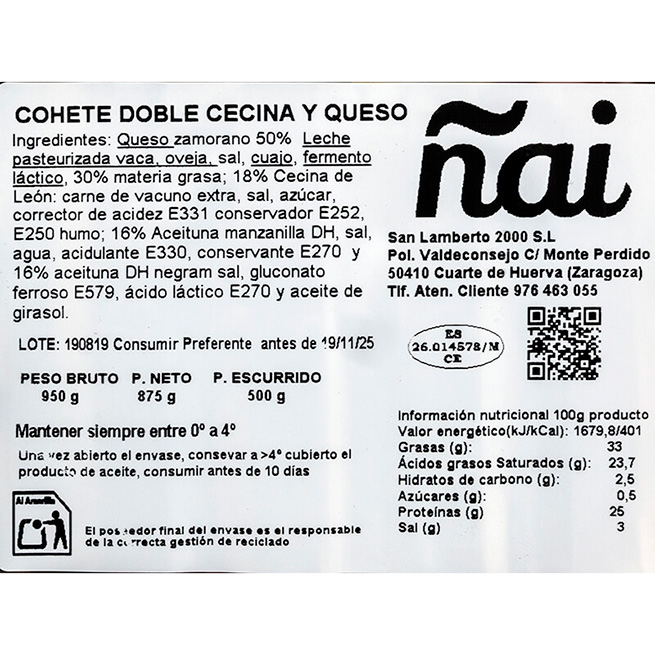 COHETE DOBLE CECINA Y QUESO
Ingredientes: Queso zamorano 50% Leche
pasteurizada vaca, oveja, sal, cuajo, fermento
láctico, 30% materia grasa; 18% Cecina de
León: carne de vacuno extra, sal, azúcar,
corrector de acidez E331 conservador E252,
E250 humo; 16% Aceituna manzanilla DH, sal,
agua, acidulante E330, conservante E270 y
16% aceituna DH negram sal, gluconato
ferroso E579, ácido láctico E270 y aceite de
girasol.
LOTE: 190819 Consumir Preferente antes de 19/11/25
PESO BRUTO P. NETO P. ESCURRIDO
950 g 875 g 500 g
Mantener siempre entre 0º a 4º
Una vez abierto el envase, consevar a >4º cubierto el
producto de aceite, consumir antes de 10 días
Al Amarillo
El poseedor final del envase es el responsable
de la correcta gestión de reciclado
ñai
San Lamberto 2000 S.L
Pol. Valdeconsejo C/ Monte Perdido
50410 Cuarte de Huerva (Zaragoza)
Tlf. Aten. Cliente 976 463 055
ES
26.014578/M
CE
Información nutricional 100g producto
Valor energético(kJ/kCal): 1679,8/401
Grasas (g): 33
Ácidos grasos Saturados (g): 23,7
Hidratos de carbono (g): 2,5
Azúcares (g): 0,5
Proteínas (g) 25
Sal (g) 3